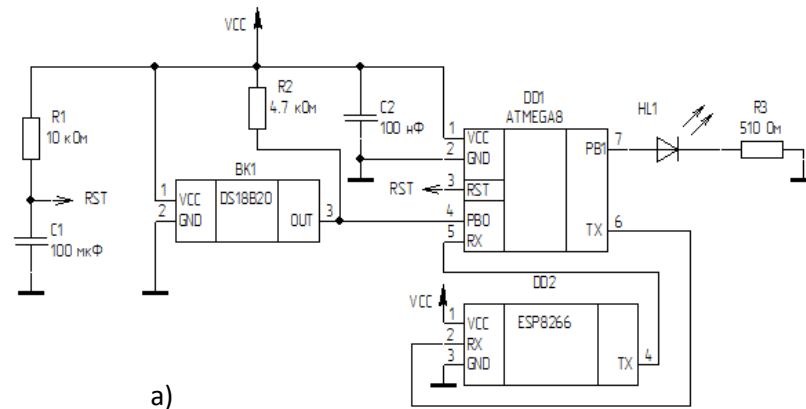 VCC
R1
10 кОм
RST
C1
100 мкФ
R2
4.7 кОм
C2
100 нФ
BK1
DS18B20
1
VCC
2
GND
OUT
3
DD1
ATMEGA8
1
VCC
2
GND
RST
3
RST
4
PB0
5
RX
PB1
7
TX
6
HL1
R3
510 Ом
DD2
ESP8266
VCC
1
VCC
2
RX
3
GND
TX
4
а)